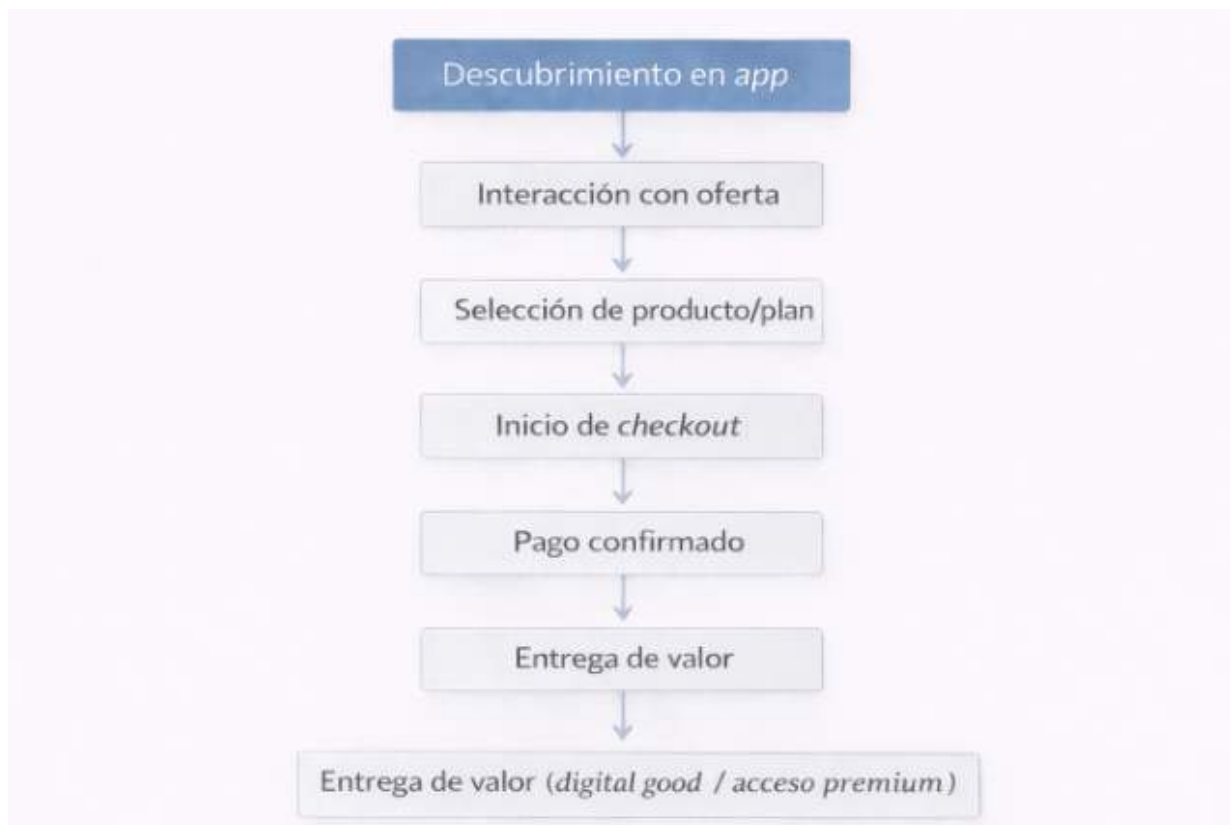 Descubrimiento en app
Interacción con oferta
Selección de producto/plan
Inicio de checkout
Pago confirmado
Entrega de valor
Entrega de valor (digital good / acceso premium)